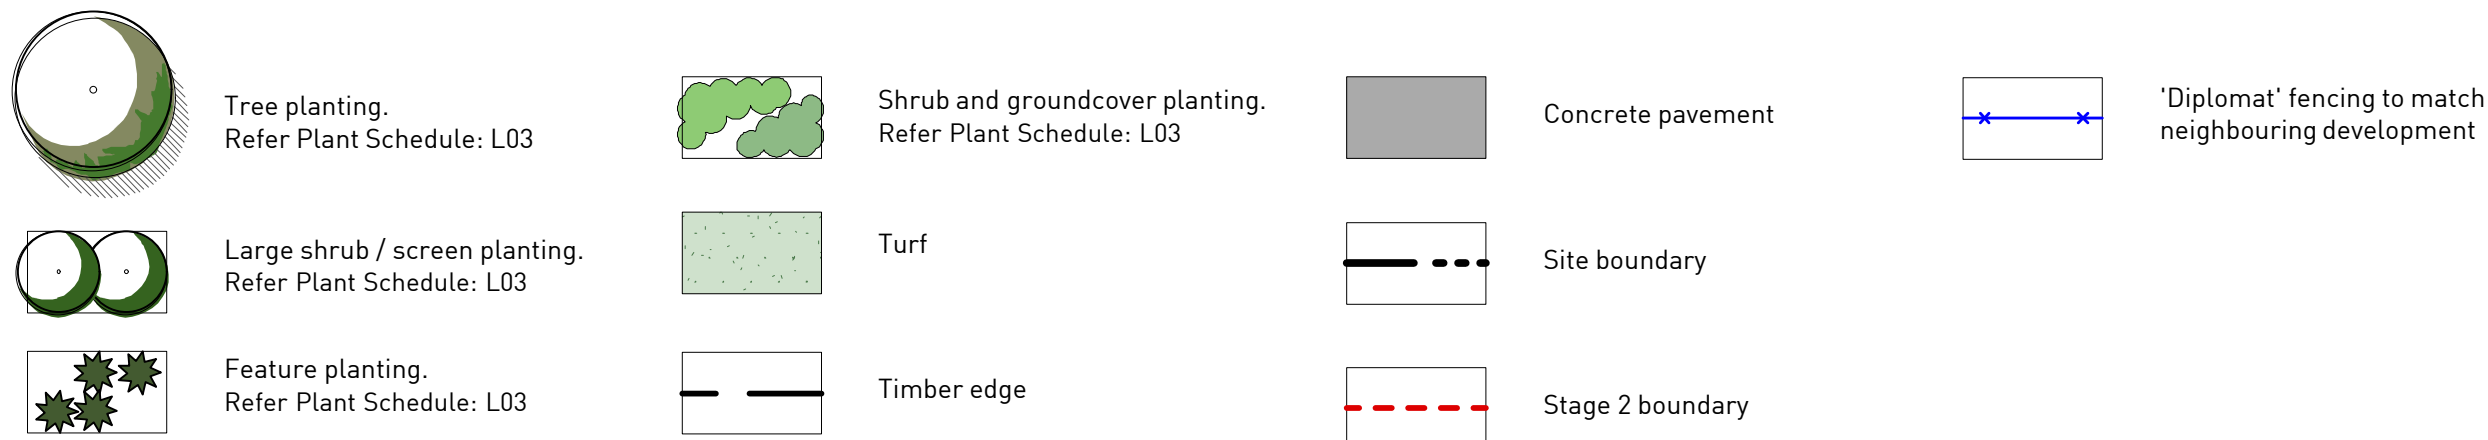 Tree planting.
Refer Plant Schedule: L03
Large shrub / screen planting.
Refer Plant Schedule: L03
Feature planting.
Refer Plant Schedule: L03
Shrub and groundcover planting.
Refer Plant Schedule: L03
Turf
Timber edge
Concrete pavement
Site boundary
Stage 2 boundary
'Diplomat' fencing to match
neighbouring development